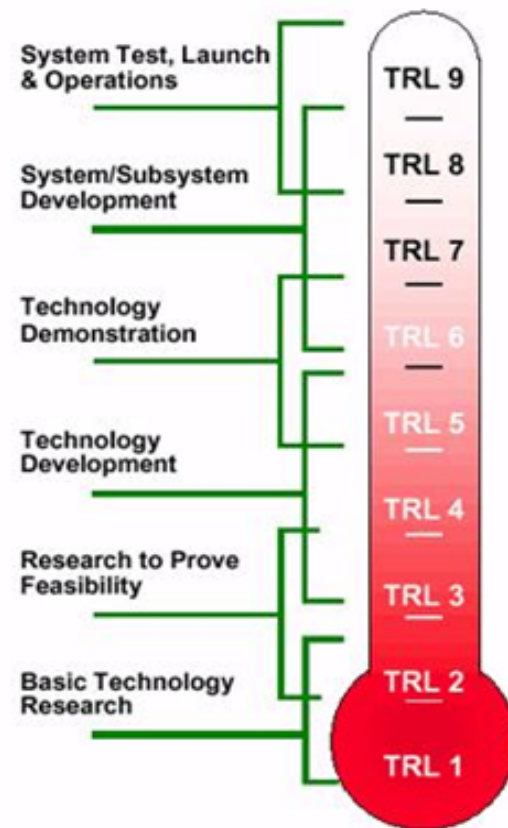 System Test, Launch
& Operations
System/Subsystem
Development
Technology
Demonstration
Technology
Development
Research to Prove
Feasibility
Basic Technology
Research
TRL 9
TRL 8
TRL 7
TRL 6
TRL 5
TRL 4
TRL 3
TRL 2
TRL 1